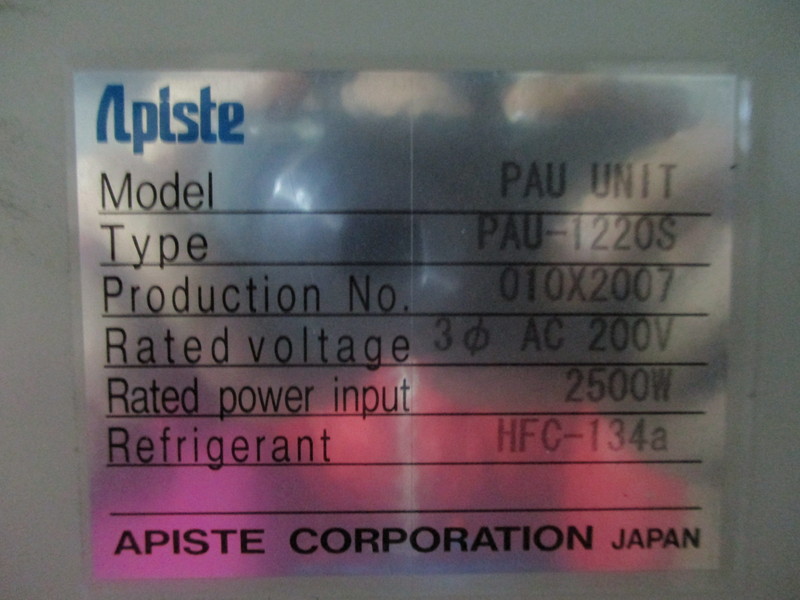 Apiste
Model PAU UNIT
Type PAU-1220S
Production No. 010X2007
Rated voltage 3φ AC 200V
Rated power input 2500W
Refrigerant HFC-134a
APISTE CORPORATION JAPAN